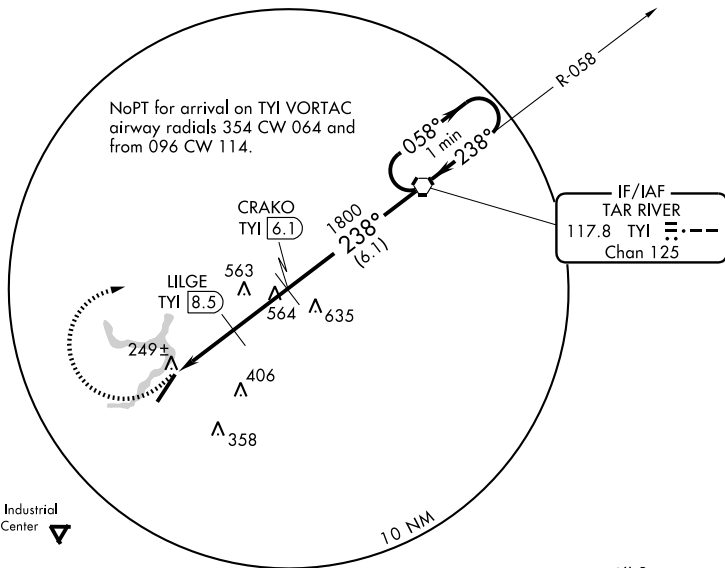 R-058
NoPT for arrival on TYI VORTAC
airway radials 354 CW 064 and
from 096 CW 114.
058°
1 min
238°
IF/IAF
TAR RIVER
117.8 TYI
Chan 125
CRAKO
TYI 6.1
1800
238°
(6.1)
LILGE
TYI 8.5
563
564
635
249±
406
358
Industrial
Center
10 NM